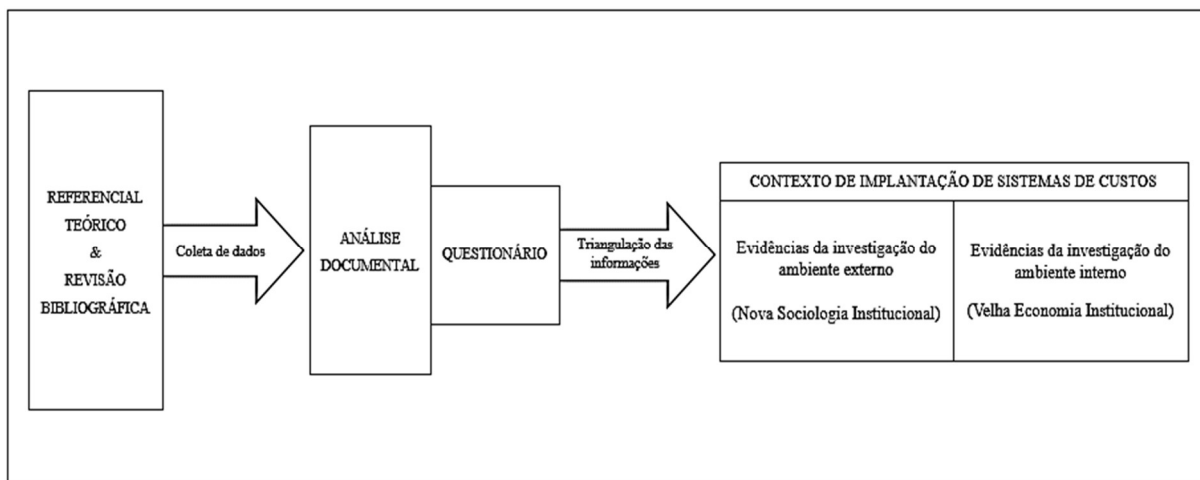 REFERENCIAL
TEÓRICO
&
REVISÃO
BIBLIOGRÁFICA
Coleta de dados
ANÁLISE
DOCUMENTAL
QUESTIONÁRIO
Triangulação das
informações
CONTEXTO DE IMPLANTAÇÃO DE SISTEMAS DE CUSTOS
Evidências da investigação do
ambiente externo
(Nova Sociologia Institucional)
Evidências da investigação do
ambiente interno
(Velha Economia Institucional)